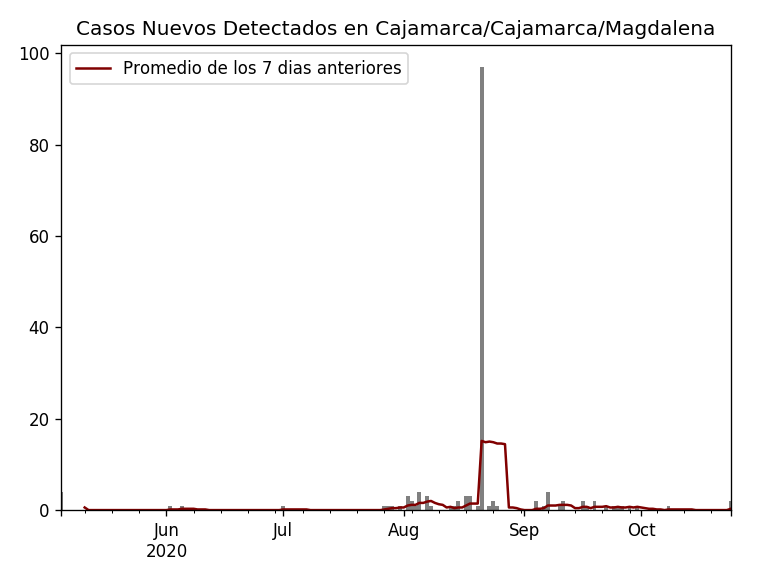 Casos Nuevos Detectados en Cajamarca/Cajamarca/Magdalena
Promedio de los 7 dias anteriores
100
80
60
40
20
0
Jun Jul Aug Sep Oct
2020